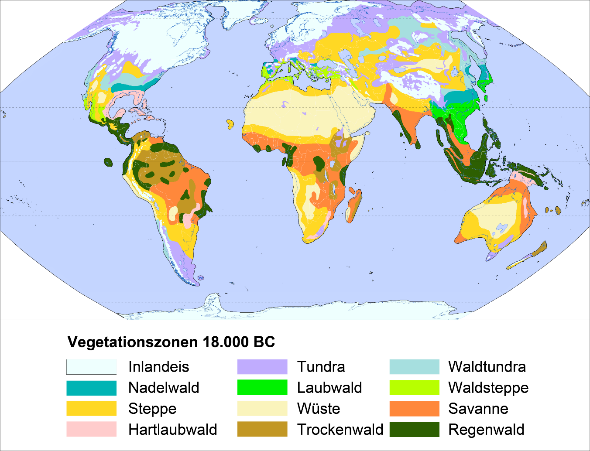 Vegetationszonen 18.000 BC
Inlandeis Tundra Waldtundra
Nadelwald Laubwald Waldsteppe
Steppe Wüste Savanne
Hartlaubwald Trockenwald Regenwald